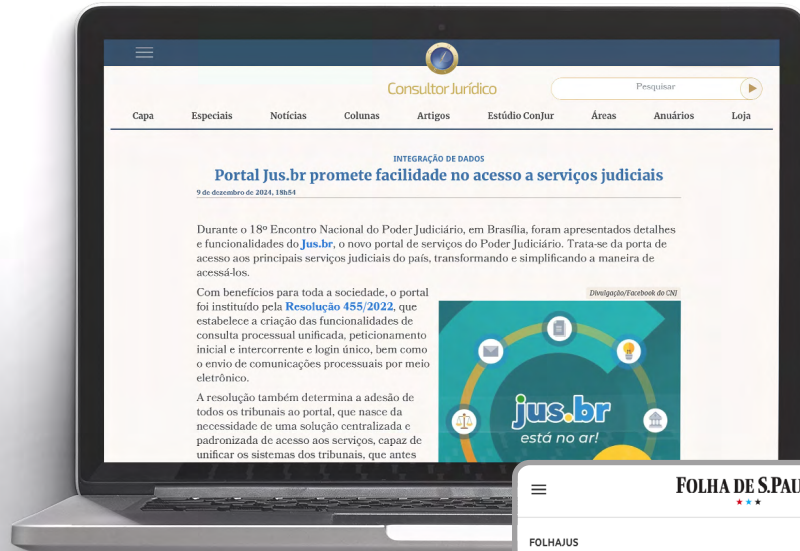 Consultor Jurídico
Pesquisar
Capa Especiais Notícias Colunas Artigos Estúdio ConJur Áreas Anuários Loja
INTEGRAÇÃO DE DADOS
Portal Jus.br promete facilidade no acesso a serviços judiciais
9 de dezembro de 2024, 18h54
Durante o 18º Encontro Nacional do Poder Judiciário, em Brasília, foram apresentados detalhes
e funcionalidades do Jus.br, o novo portal de serviços do Poder Judiciário. Trata-se da porta de
acesso aos principais serviços judiciais do país, transformando e simplificando a maneira de
acessá-los.
Com benefícios para toda a sociedade, o portal
foi instituído pela Resolução 455/2022, que
estabelece a criação das funcionalidades de
consulta processual unificada, peticionamento
inicial e intercorrente e login único, bem como
o envio de comunicações processuais por meio
eletrônico.
A resolução também determina a adesão de
todos os tribunais ao portal, que nasce da
necessidade de uma solução centralizada e
padronizada de acesso aos serviços, capaz de
unificar os sistemas dos tribunais, que antes
Divulgação/Facebook do CNJ
jus.br
está no ar!
FOLHA DE S.PAU
FOLHAJUS